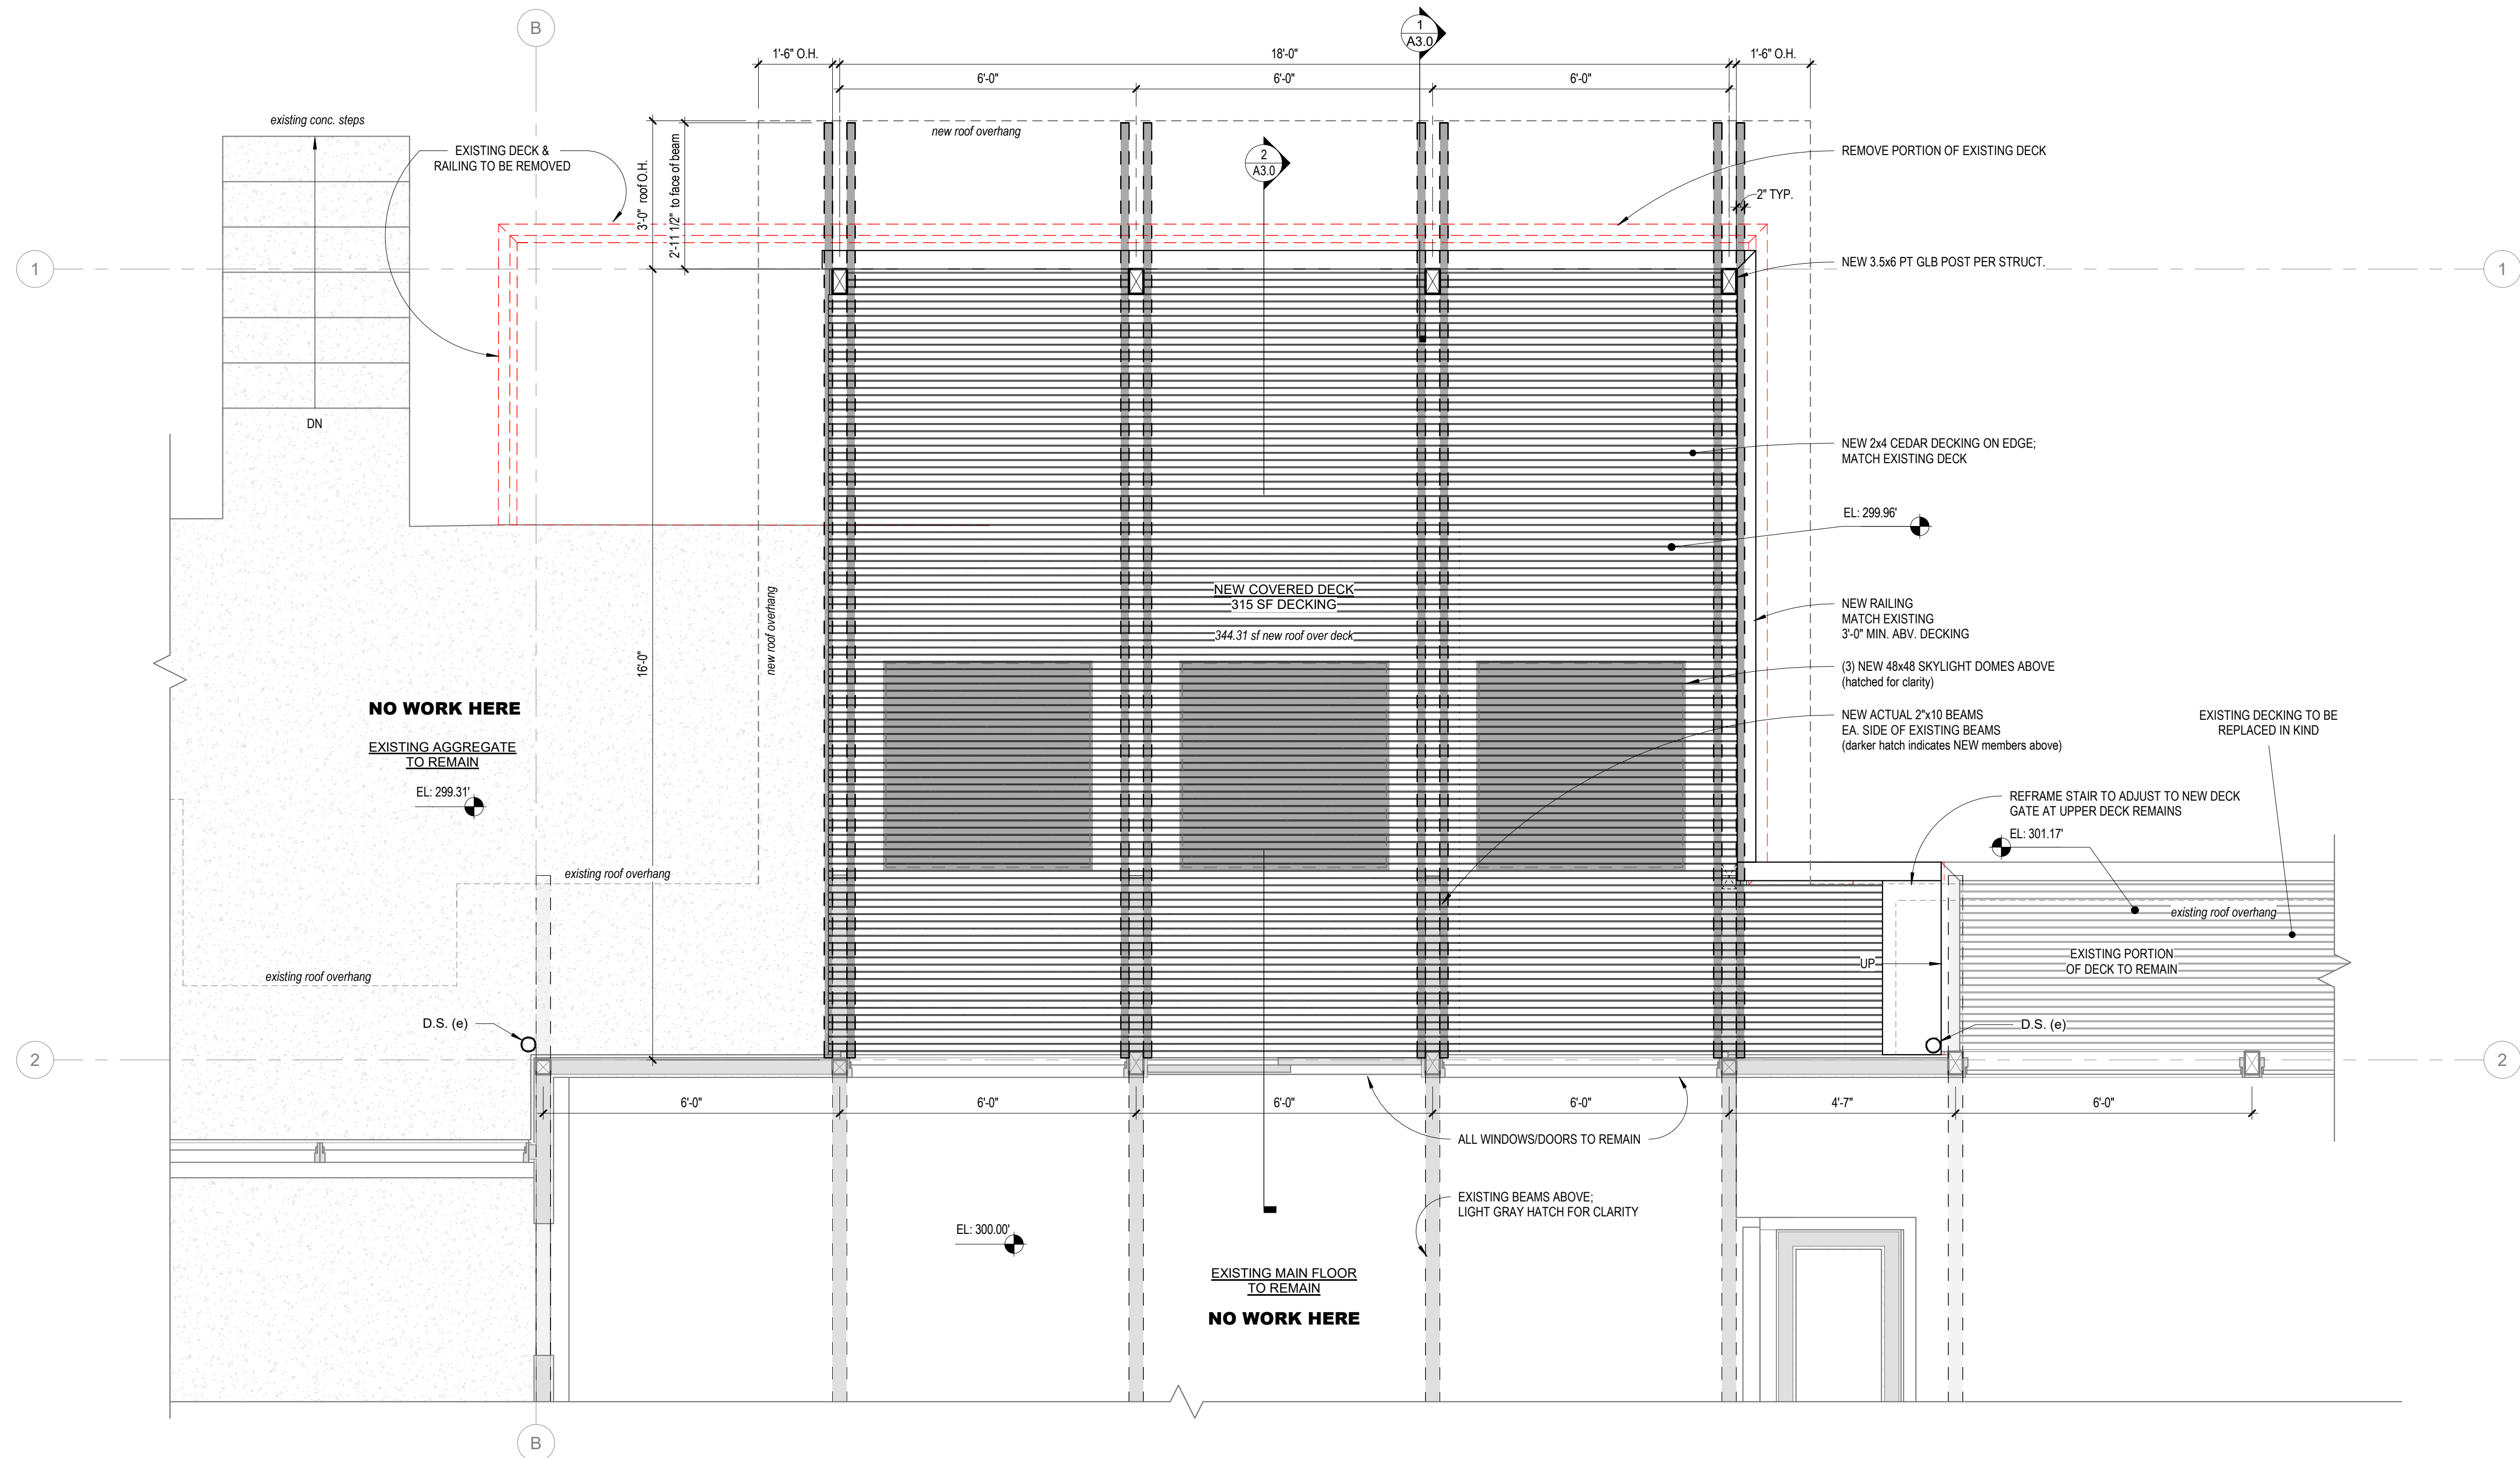 B
1
A3.0
1'-6" O.H.
18'-0"
1'-6" O.H.
6'-0"
6'-0"
6'-0"
existing conc. steps
new roof overhang
EXISTING DECK &
RAILING TO BE REMOVED
3'-0" roof O.H.
2'-11 1/2" to face of beam
2
A3.0
REMOVE PORTION OF EXISTING DECK
2" TYP.
1
NEW 3.5x6 PT GLB POST PER STRUCT.
1
DN
NEW 2x4 CEDAR DECKING ON EDGE;
MATCH EXISTING DECK
EL: 299.96'
new roof overhang
NEW COVERED DECK
315 SF DECKING
344.31 sf new roof over deck
NEW RAILING
MATCH EXISTING
3'-0" MIN. ABV. DECKING
16'-0"
(3) NEW 48x48 SKYLIGHT DOMES ABOVE
(hatched for clarity)
NO WORK HERE
EXISTING AGGREGATE
TO REMAIN
EL: 299.31'
NEW ACTUAL 2"x10 BEAMS
EA. SIDE OF EXISTING BEAMS
(darker hatch indicates NEW members above)
EXISTING DECKING TO BE
REPLACED IN KIND
REFRAME STAIR TO ADJUST TO NEW DECK
GATE AT UPPER DECK REMAINS
EL: 301.17'
existing roof overhang
existing roof overhang
existing roof overhang
EXISTING PORTION
OF DECK TO REMAIN
UP
D.S. (e)
D.S. (e)
2
2
6'-0"
6'-0"
6'-0"
6'-0"
4'-7"
6'-0"
ALL WINDOWS/DOORS TO REMAIN
EXISTING BEAMS ABOVE;
LIGHT GRAY HATCH FOR CLARITY
EL: 300.00'
EXISTING MAIN FLOOR
TO REMAIN
NO WORK HERE
B